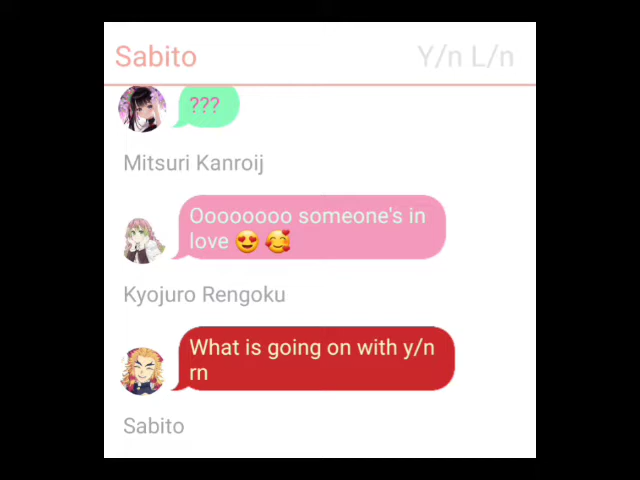 Sabito Y/n L/n
???
Mitsuri Kanroij
Oooooooo someone's in
love 😍 🥰
Kyojuro Rengoku
What is going on with y/n
rn
Sabito